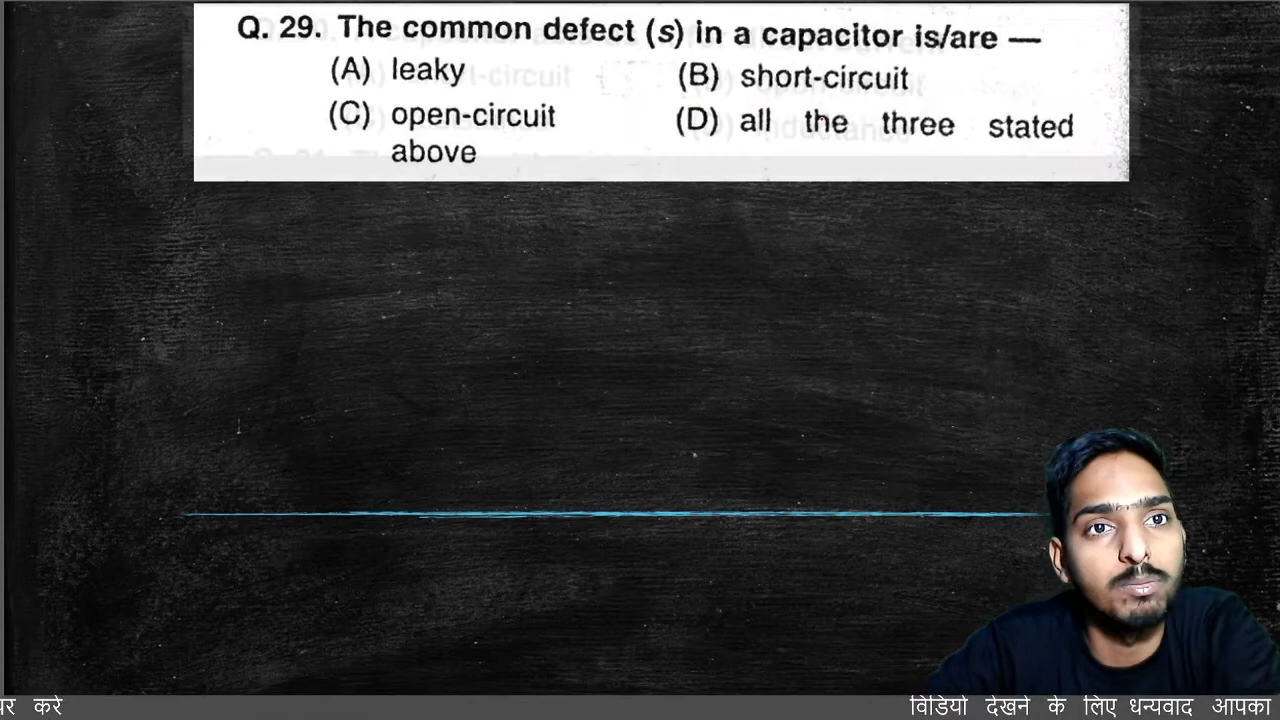 Q. 29. The common defect (s) in a capacitor is/are —
(A) leaky (B) short-circuit
(C) open-circuit (D) all the three stated
above
र करे विडियो देखने के लिए धन्यवाद आपका